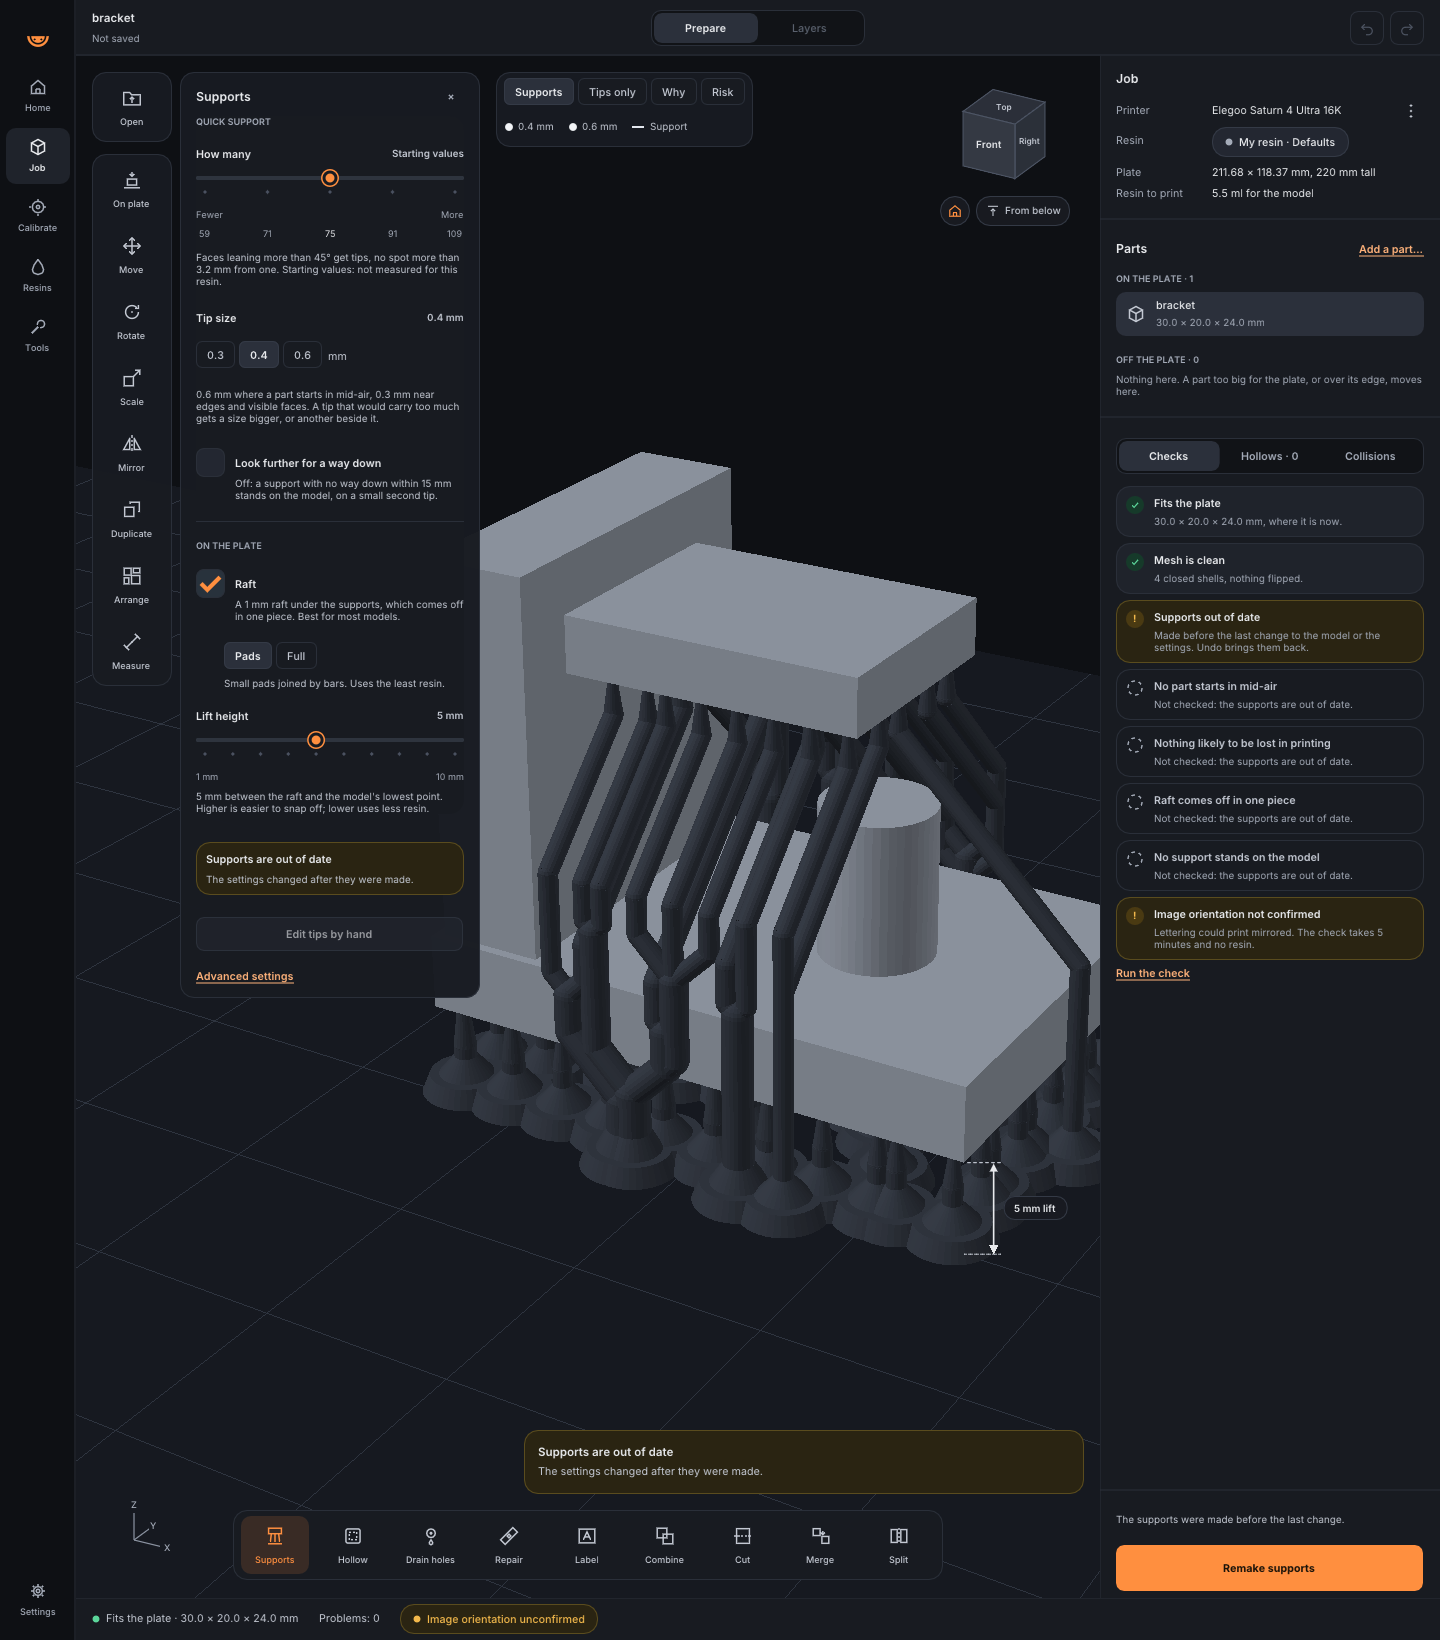 bracket
Not saved
Prepare
Layers
Home
Job
Calibrate
Resins
Tools
Settings
Open
On plate
Move
Rotate
Scale
Mirror
Duplicate
Arrange
Measure
Supports
×
QUICK SUPPORT
How many
Starting values
Fewer
More
59 71 75 91 109
Faces leaning more than 45° get tips, no spot more than
3.2 mm from one. Starting values: not measured for this
resin.
Tip size
0.4 mm
0.3 0.4 0.6 mm
0.6 mm where a part starts in mid-air, 0.3 mm near
edges and visible faces. A tip that would carry too much
gets a size bigger, or another beside it.
Look further for a way down
Off: a support with no way down within 15 mm
stands on the model, on a small second tip.
ON THE PLATE
Raft
A 1 mm raft under the supports, which comes off
in one piece. Best for most models.
Pads Full
Small pads joined by bars. Uses the least resin.
Lift height
5 mm
1 mm
10 mm
5 mm between the raft and the model's lowest point.
Higher is easier to snap off; lower uses less resin.
Supports are out of date
The settings changed after they were made.
Edit tips by hand
Advanced settings
Supports Tips only Why Risk
0.4 mm 0.6 mm Support
Top
Front
Right
From below
5 mm lift
Supports are out of date
The settings changed after they were made.
Z
Y
X
Supports
Hollow
Drain holes
Repair
Label
Combine
Cut
Merge
Split
Job
Printer Elegoo Saturn 4 Ultra 16K
Resin My resin · Defaults
Plate 211.68 × 118.37 mm, 220 mm tall
Resin to print 5.5 ml for the model
Parts
Add a part...
ON THE PLATE · 1
bracket
30.0 × 20.0 × 24.0 mm
OFF THE PLATE · 0
Nothing here. A part too big for the plate, or over its edge, moves
here.
Checks
Hollows · 0
Collisions
Fits the plate
30.0 × 20.0 × 24.0 mm, where it is now.
Mesh is clean
4 closed shells, nothing flipped.
Supports out of date
Made before the last change to the model or the
settings. Undo brings them back.
No part starts in mid-air
Not checked: the supports are out of date.
Nothing likely to be lost in printing
Not checked: the supports are out of date.
Raft comes off in one piece
Not checked: the supports are out of date.
No support stands on the model
Not checked: the supports are out of date.
Image orientation not confirmed
Lettering could print mirrored. The check takes 5
minutes and no resin.
Run the check
The supports were made before the last change.
Remake supports
Fits the plate · 30.0 × 20.0 × 24.0 mm
Problems: 0
Image orientation unconfirmed